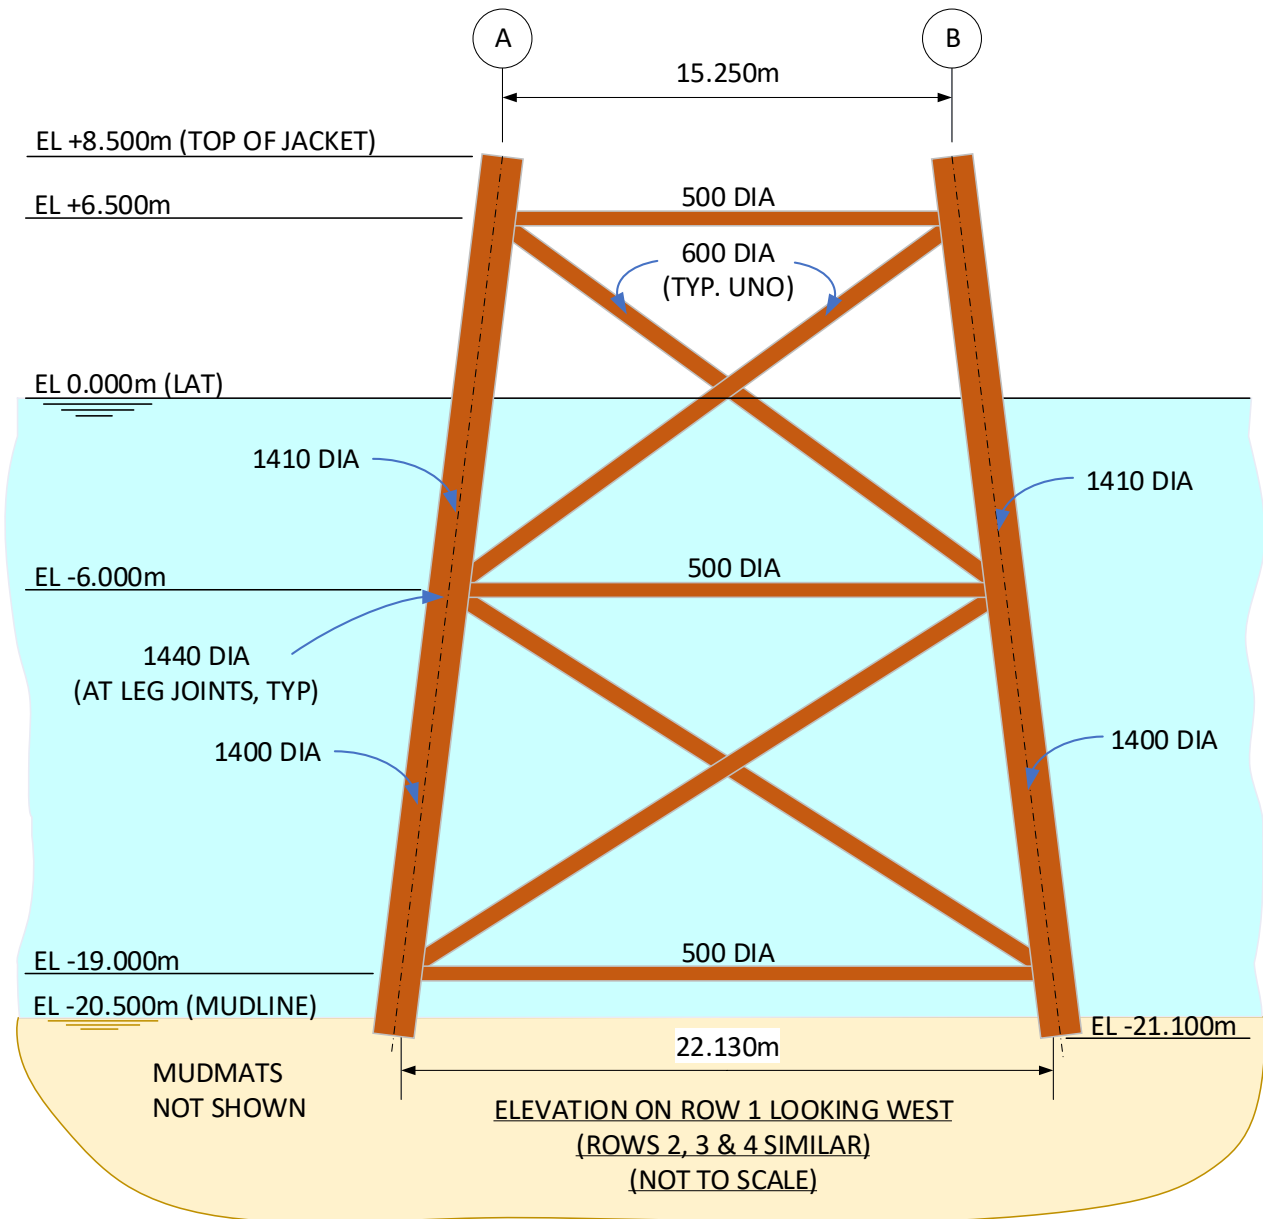 A
B
15.250m
EL +8.500m (TOP OF JACKET)
EL +6.500m
500 DIA
600 DIA
(TYP. UNO)
EL 0.000m (LAT)
1410 DIA
1410 DIA
EL -6.000m
500 DIA
1440 DIA
(AT LEG JOINTS, TYP)
1400 DIA
1400 DIA
EL -19.000m
500 DIA
EL -20.500m (MUDLINE)
EL -21.100m
22.130m
MUDMATS
NOT SHOWN
ELEVATION ON ROW 1 LOOKING WEST
(ROWS 2, 3 & 4 SIMILAR)
(NOT TO SCALE)